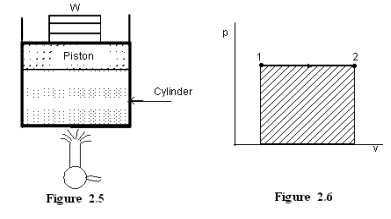 W
Piston
Cylinder
Figure 2.5
p
1 2
v
Figure 2.6